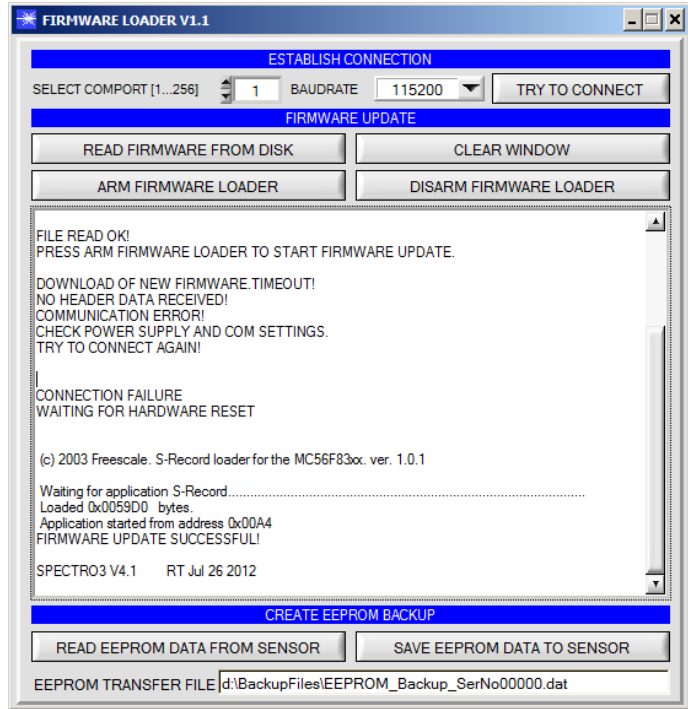 FIRMWARE LOADER V1.1
ESTABLISH CONNECTION
SELECT COMPORT [1...256] 1 BAUDRATE 115200 TRY TO CONNECT
FIRMWARE UPDATE
READ FIRMWARE FROM DISK CLEAR WINDOW
ARM FIRMWARE LOADER DISARM FIRMWARE LOADER
FILE READ OK!
PRESS ARM FIRMWARE LOADER TO START FIRMWARE UPDATE.
DOWNLOAD OF NEW FIRMWARE.TIMEOUT!
NO HEADER DATA RECEIVED!
COMMUNICATION ERROR!
CHECK POWER SUPPLY AND COM SETTINGS.
TRY TO CONNECT AGAIN!
CONNECTION FAILURE
WAITING FOR HARDWARE RESET
(c) 2003 Freescale. S-Record loader for the MC56F83xx. ver. 1.0.1
Waiting for application S-Record.........................................................................................
Loaded 0x0059D0 bytes.
Application started from address 0x00A4
FIRMWARE UPDATE SUCCESSFUL!
SPECTRO3 V4.1 RT Jul 26 2012
CREATE EEPROM BACKUP
READ EEPROM DATA FROM SENSOR SAVE EEPROM DATA TO SENSOR
EEPROM TRANSFER FILE d:\BackupFiles\EEPROM_Backup_SerNo00000.dat